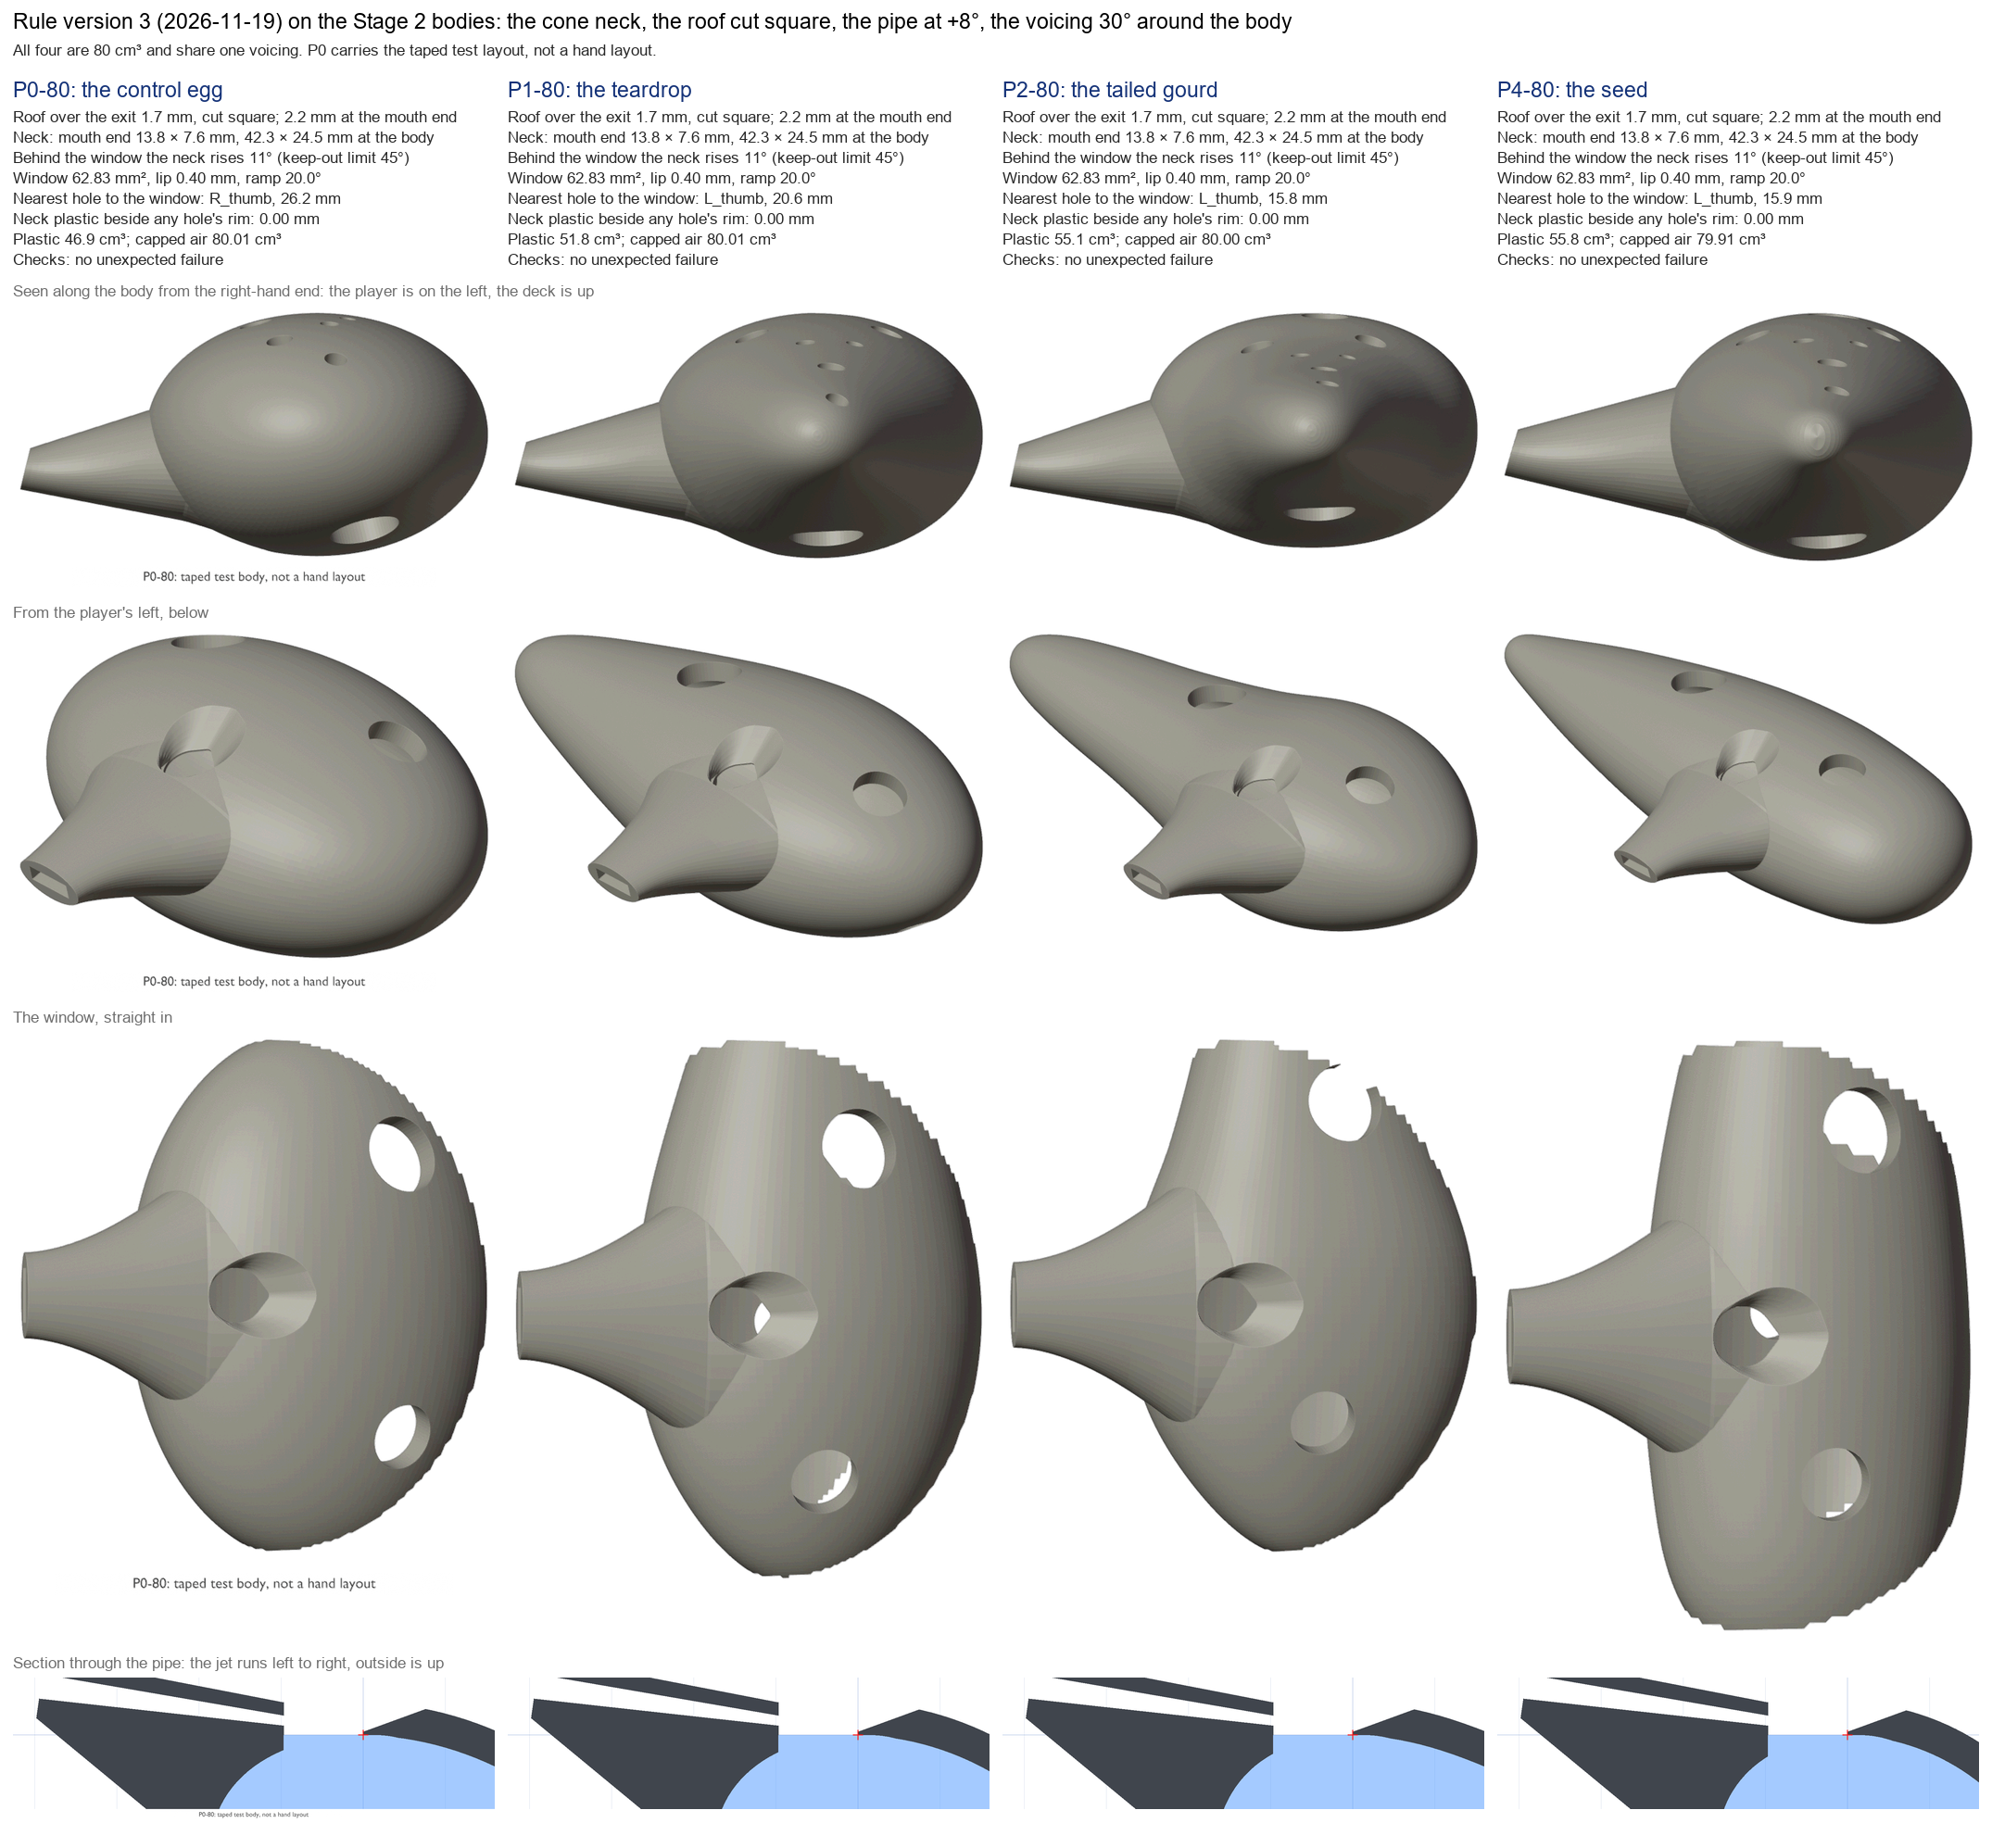 Rule version 3 (2026-11-19) on the Stage 2 bodies: the cone neck, the roof cut square, the pipe at +8°, the voicing 30° around the body
All four are 80 cm³ and share one voicing. P0 carries the taped test layout, not a hand layout.
P0-80: the control egg
Roof over the exit 1.7 mm, cut square; 2.2 mm at the mouth end
Neck: mouth end 13.8 × 7.6 mm, 42.3 × 24.5 mm at the body
Behind the window the neck rises 11° (keep-out limit 45°)
Window 62.83 mm², lip 0.40 mm, ramp 20.0°
Nearest hole to the window: R_thumb, 26.2 mm
Neck plastic beside any hole's rim: 0.00 mm
Plastic 46.9 cm³; capped air 80.01 cm³
Checks: no unexpected failure
P1-80: the teardrop
Roof over the exit 1.7 mm, cut square; 2.2 mm at the mouth end
Neck: mouth end 13.8 × 7.6 mm, 42.3 × 24.5 mm at the body
Behind the window the neck rises 11° (keep-out limit 45°)
Window 62.83 mm², lip 0.40 mm, ramp 20.0°
Nearest hole to the window: L_thumb, 20.6 mm
Neck plastic beside any hole's rim: 0.00 mm
Plastic 51.8 cm³; capped air 80.01 cm³
Checks: no unexpected failure
P2-80: the tailed gourd
Roof over the exit 1.7 mm, cut square; 2.2 mm at the mouth end
Neck: mouth end 13.8 × 7.6 mm, 42.3 × 24.5 mm at the body
Behind the window the neck rises 11° (keep-out limit 45°)
Window 62.83 mm², lip 0.40 mm, ramp 20.0°
Nearest hole to the window: L_thumb, 15.8 mm
Neck plastic beside any hole's rim: 0.00 mm
Plastic 55.1 cm³; capped air 80.00 cm³
Checks: no unexpected failure
P4-80: the seed
Roof over the exit 1.7 mm, cut square; 2.2 mm at the mouth end
Neck: mouth end 13.8 × 7.6 mm, 42.3 × 24.5 mm at the body
Behind the window the neck rises 11° (keep-out limit 45°)
Window 62.83 mm², lip 0.40 mm, ramp 20.0°
Nearest hole to the window: L_thumb, 15.9 mm
Neck plastic beside any hole's rim: 0.00 mm
Plastic 55.8 cm³; capped air 79.91 cm³
Checks: no unexpected failure
Seen along the body from the right-hand end: the player is on the left, the deck is up
P0-80: taped test body, not a hand layout
From the player's left, below
P0-80: taped test body, not a hand layout
The window, straight in
P0-80: taped test body, not a hand layout
Section through the pipe: the jet runs left to right, outside is up
P0-80: taped test body, not a hand layout